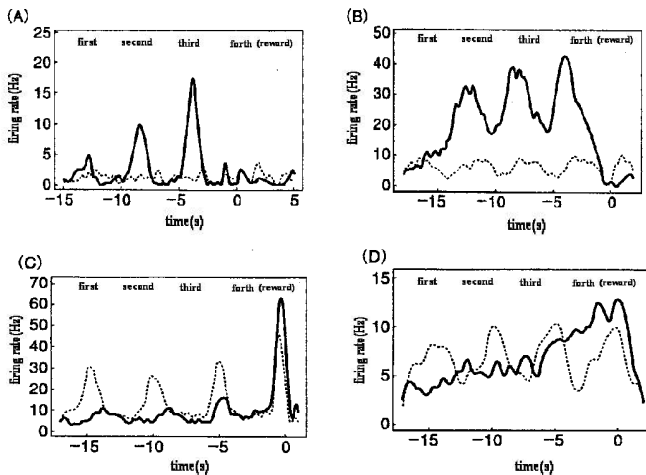 (A)
25
20
15
10
5
0
first second third forth (reward)
firing rate (Hz)
-15 -10 -5 0 5
time(s)
(B)
50
40
30
20
10
0
first second third forth (reward)
firing rate (Hz)
-15 -10 -5 0
time(s)
(C)
70
60
50
40
30
20
10
0
first second third forth (reward)
firing rate (Hz)
-15 -10 -5 0
time(s)
(D)
15
10
5
0
first second third forth (reward)
firing rate (Hz)
-15 -10 -5 0
time(s)